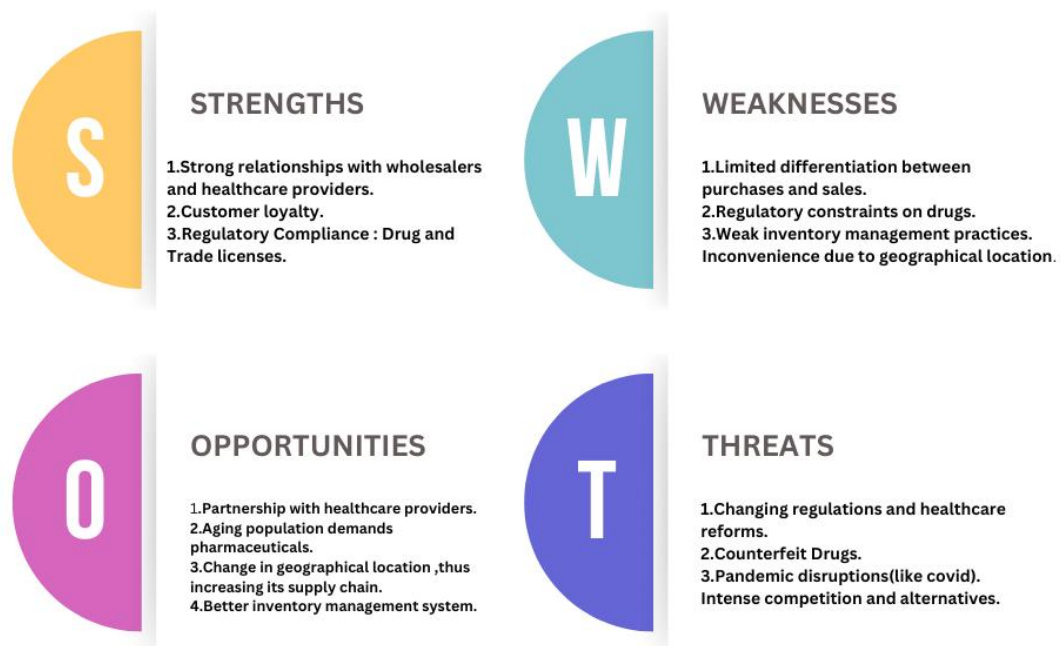 S
STRENGTHS
1.Strong relationships with wholesalers
and healthcare providers.
2.Customer loyalty.
3.Regulatory Compliance : Drug and
Trade licenses.
W
WEAKNESSES
1.Limited differentiation between
purchases and sales.
2.Regulatory constraints on drugs.
3.Weak inventory management practices.
Inconvenience due to geographical location.
O
OPPORTUNITIES
1.Partnership with healthcare providers.
2.Aging population demands
pharmaceuticals.
3.Change in geographical location ,thus
increasing its supply chain.
4.Better inventory management system.
T
THREATS
1.Changing regulations and healthcare
reforms.
2.Counterfeit Drugs.
3.Pandemic disruptions(like covid).
Intense competition and alternatives.